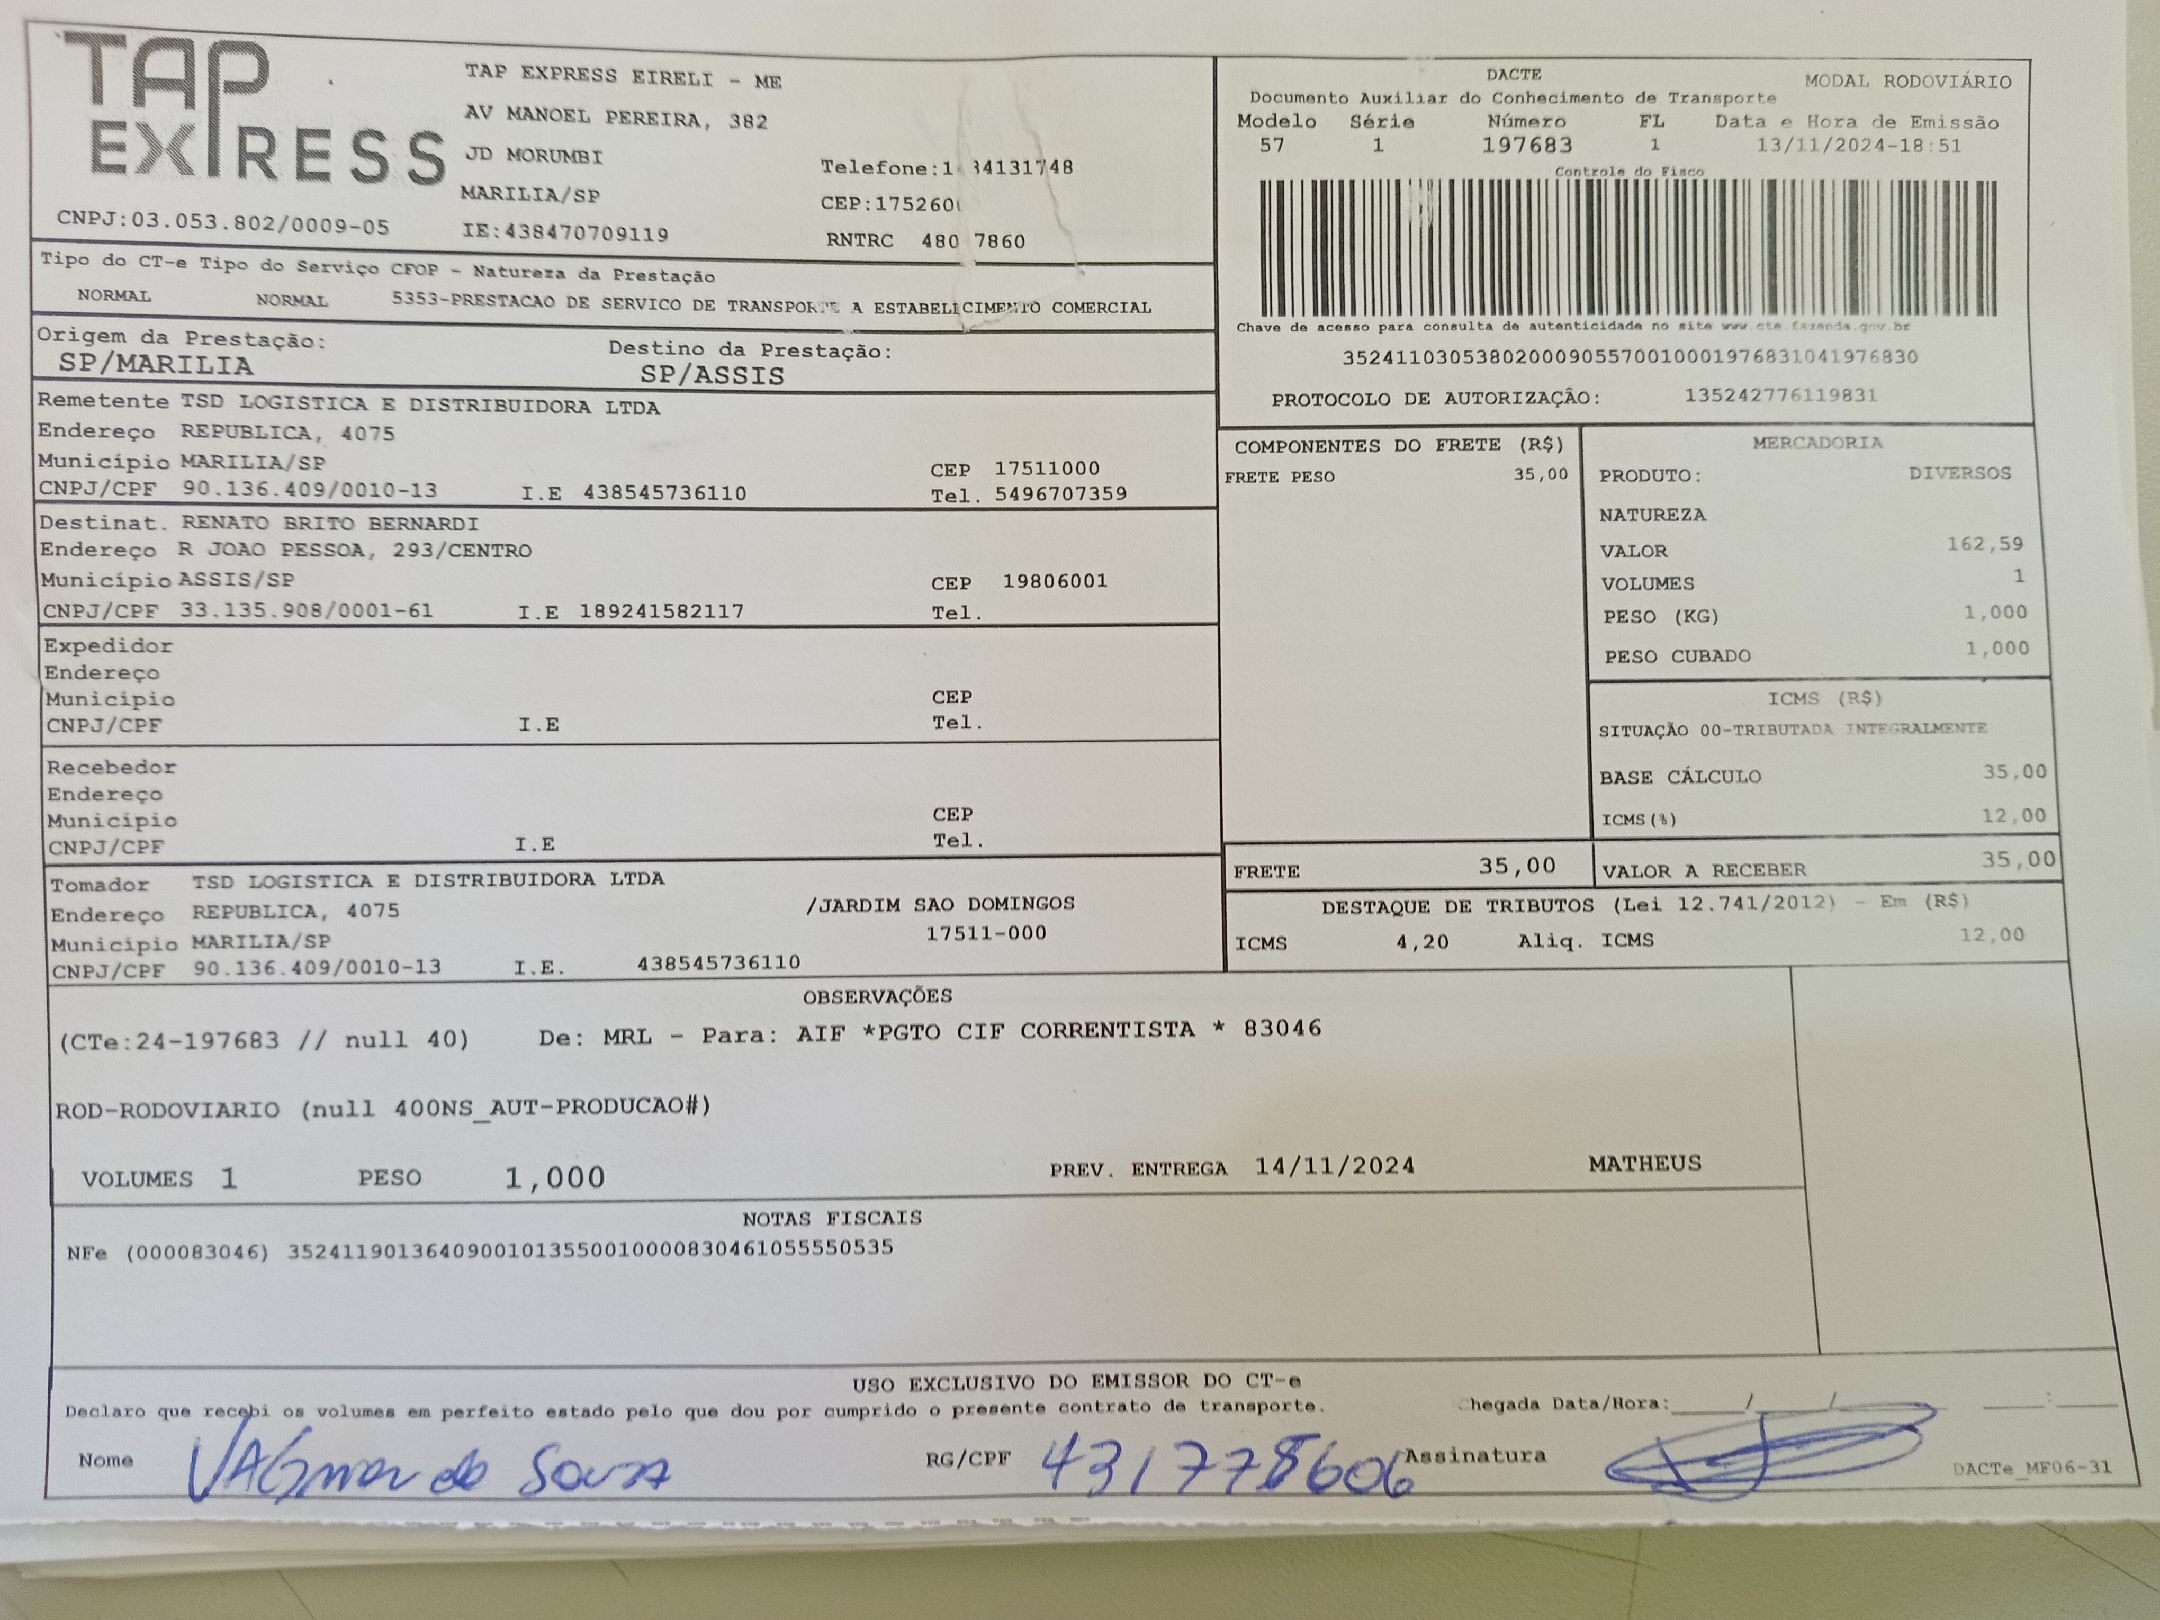 TAP
EXPRESS
TAP EXPRESS EIRELI - ME
AV MANOEL PEREIRA, 382
JD MORUMBI
MARILIA/SP
CNPJ:03.053.802/0009-05
IE:438470709119
Telefone:1 34131748
CEP:1752600
RNTRC 480 7860
DACTE
MODAL RODOVIÁRIO
Documento Auxiliar do Conhecimento de Transporte
Modelo Série Número FL Data e Hora de Emissão
57 1 197683 1 13/11/2024-18:51
Controle do Fisco
Chave de acesso para consulta de autenticidade no site www.cte.fazenda.gov.br
35241103053802000905570010001976831041976830
PROTOCOLO DE AUTORIZAÇÂO: 135242776119831
Tipo do CT-e Tipo do Serviço CFOP - Natureza da Prestação
NORMAL NORMAL 5353-PRESTACAO DE SERVICO DE TRANSPORTE A ESTABELECIMENTO COMERCIAL
Origem da Prestação: Destino da Prestação:
SP/MARILIA SP/ASSIS
Remetente TSD LOGISTICA E DISTRIBUIDORA LTDA
Endereço REPUBLICA, 4075
Município MARILIA/SP CEP 17511000
CNPJ/CPF 90.136.409/0010-13 I.E 438545736110 Tel. 5496707359
Destinat. RENATO BRITO BERNARDI
Endereço R JOAO PESSOA, 293/CENTRO
Município ASSIS/SP CEP 19806001
CNPJ/CPF 33.135.908/0001-61 I.E 189241582117 Tel.
Expedidor
Endereço
Município CEP
CNPJ/CPF I.E Tel.
Recebedor
Endereço
Município CEP
CNPJ/CPF I.E Tel.
Tomador TSD LOGISTICA E DISTRIBUIDORA LTDA
Endereço REPUBLICA, 4075 /JARDIM SAO DOMINGOS
Município MARILIA/SP 17511-000
CNPJ/CPF 90.136.409/0010-13 I.E. 438545736110
COMPONENTES DO FRETE (R$)
FRETE PESO 35,00
MERCADORIA
PRODUTO: DIVERSOS
NATUREZA
VALOR 162,59
VOLUMES 1
PESO (KG) 1,000
PESO CUBADO 1,000
ICMS (R$)
SITUAÇÃO 00-TRIBUTADA INTEGRALMENTE
BASE CÁLCULO 35,00
ICMS(%) 12,00
FRETE 35,00 VALOR A RECEBER 35,00
DESTAQUE DE TRIBUTOS (Lei 12.741/2012) - Em (R$)
ICMS 4,20 Aliq. ICMS 12,00
OBSERVAÇÕES
(CTe:24-197683 // null 40) De: MRL - Para: AIF *PGTO CIF CORRENTISTA * 83046
ROD-RODOVIARIO (null 400NS_AUT-PRODUCAO#)
VOLUMES 1 PESO 1,000 PREV. ENTREGA 14/11/2024 MATHEUS
NOTAS FISCAIS
NFe (000083046) 35241190136409001013550010000830461055550535
USO EXCLUSIVO DO EMISSOR DO CT-e
Declaro que recebi os volumes em perfeito estado pelo que dou por cumprido o presente contrato de transporte. Chegada Data/Hora:____/____/____ ____:____
Nome VAGmor de Souza RG/CPF 431778606 Assinatura
DACTe_MF06-31